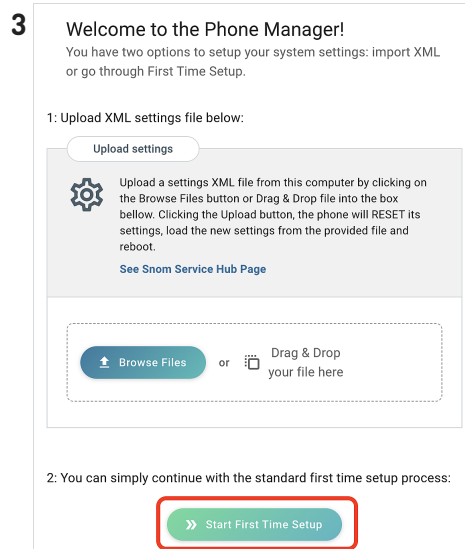 3
Welcome to the Phone Manager!
You have two options to setup your system settings: import XML
or go through First Time Setup.
1: Upload XML settings file below:
Upload settings
Upload a settings XML file from this computer by clicking on
the Browse Files button or Drag & Drop file into the box
bellow. Clicking the Upload button, the phone will RESET its
settings, load the new settings from the provided file and
reboot.
See Snom Service Hub Page
Browse Files or Drag & Drop
your file here
2: You can simply continue with the standard first time setup process:
Start First Time Setup